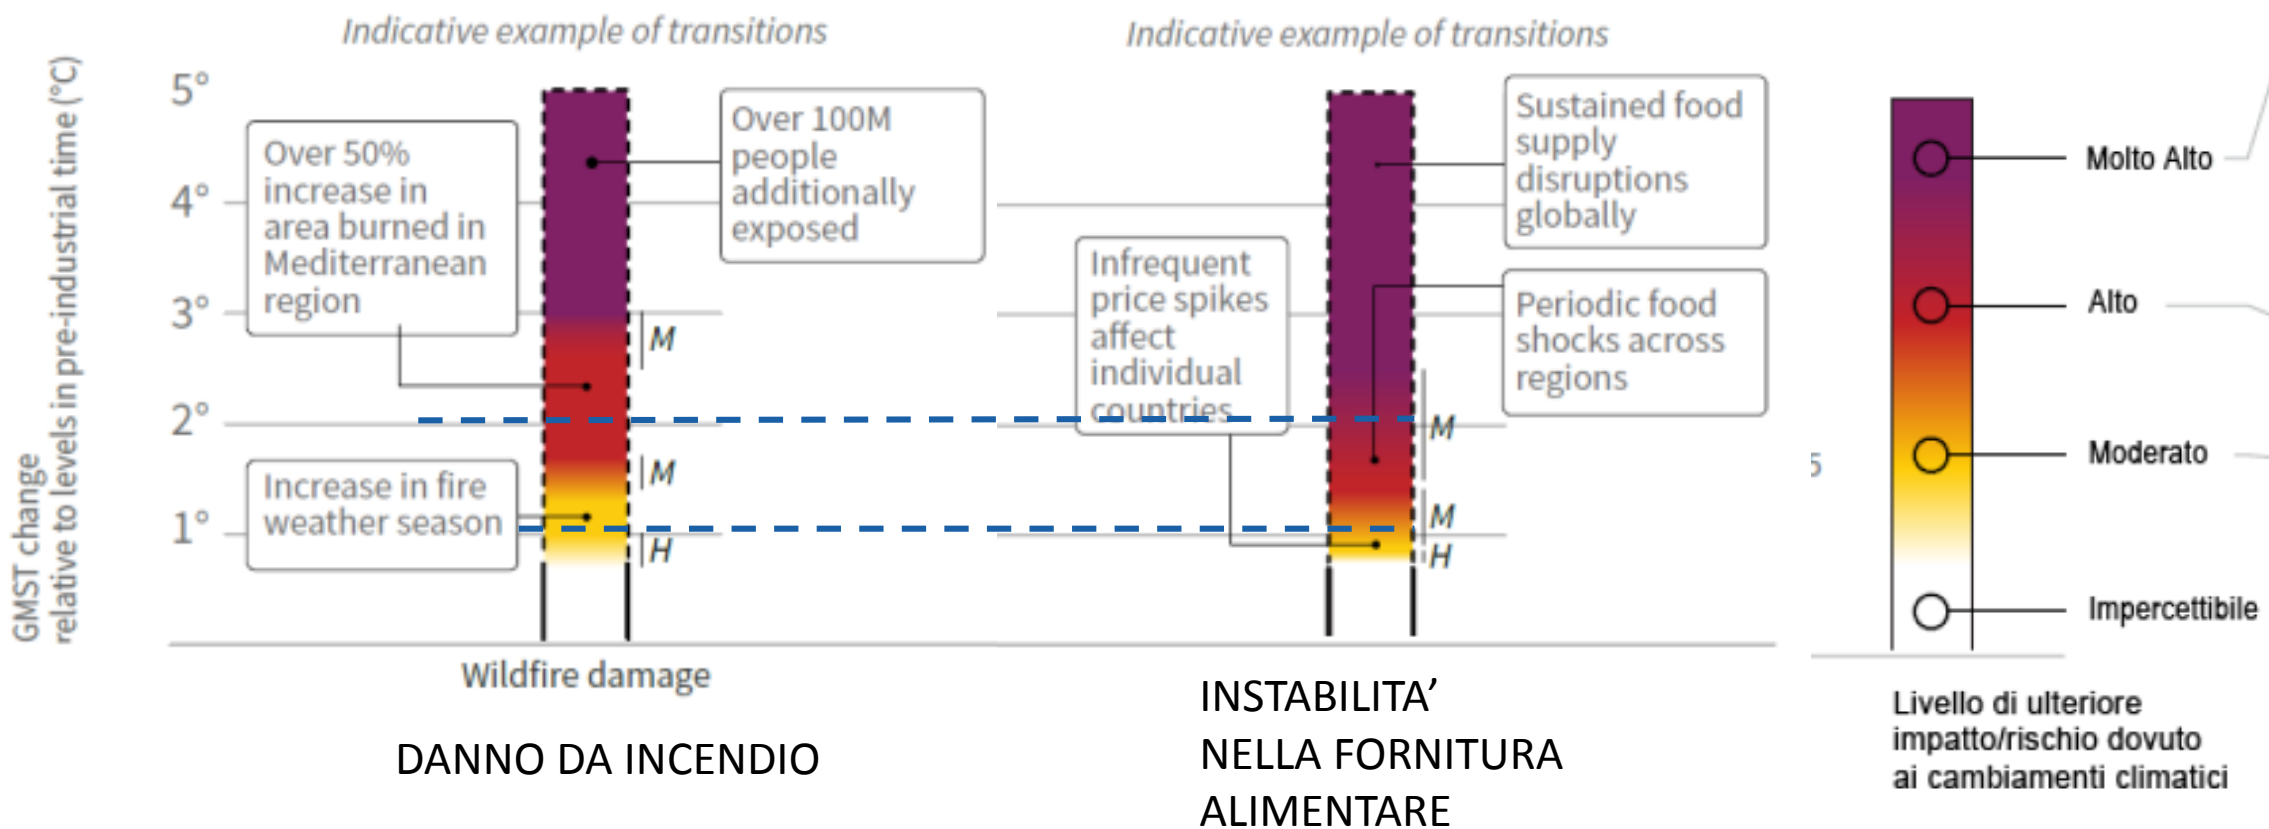 GMST change
relative to levels in pre-industrial time (°C)
Indicative example of transitions
5°
4°
3°
2°
1°
Over 50%
increase in
area burned in
Mediterranean
region
Over 100M
people
additionally
exposed
Increase in fire
weather season
M
M
H
Wildfire damage
DANNO DA INCENDIO
Indicative example of transitions
Infrequent
price spikes
affect
individual
countries
Sustained food
supply
disruptions
globally
Periodic food
shocks across
regions
M
M
H
INSTABILITA’
NELLA FORNITURA
ALIMENTARE
5
Molto Alto
Alto
Moderato
Impercettibile
Livello di ulteriore
impatto/rischio dovuto
ai cambiamenti climatici